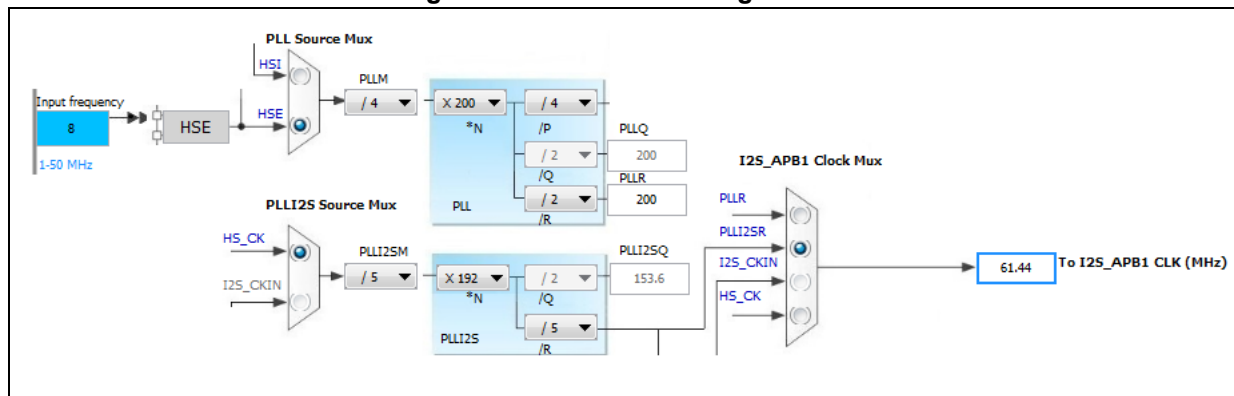 PLL Source Mux
HSI
PLLM
Input frequency
/ 4
X 200
/ 4
8
HSE
HSE
*N
/P
PLLQ
1-50 MHz
/ 2
200
/Q
PLLR
I2S_APB1 Clock Mux
PLL
/ 2
200
/R
PLLR
PLLI2S Source Mux
HS_CK
PLLI2SM
PLLI2SQ
PLLI2SR
/ 5
X 192
/ 2
153.6
I2S_CKIN
61.44
To I2S_APB1 CLK (MHz)
I2S_CKIN
*N
/Q
HS_CK
PLLI2S
/ 5
/R